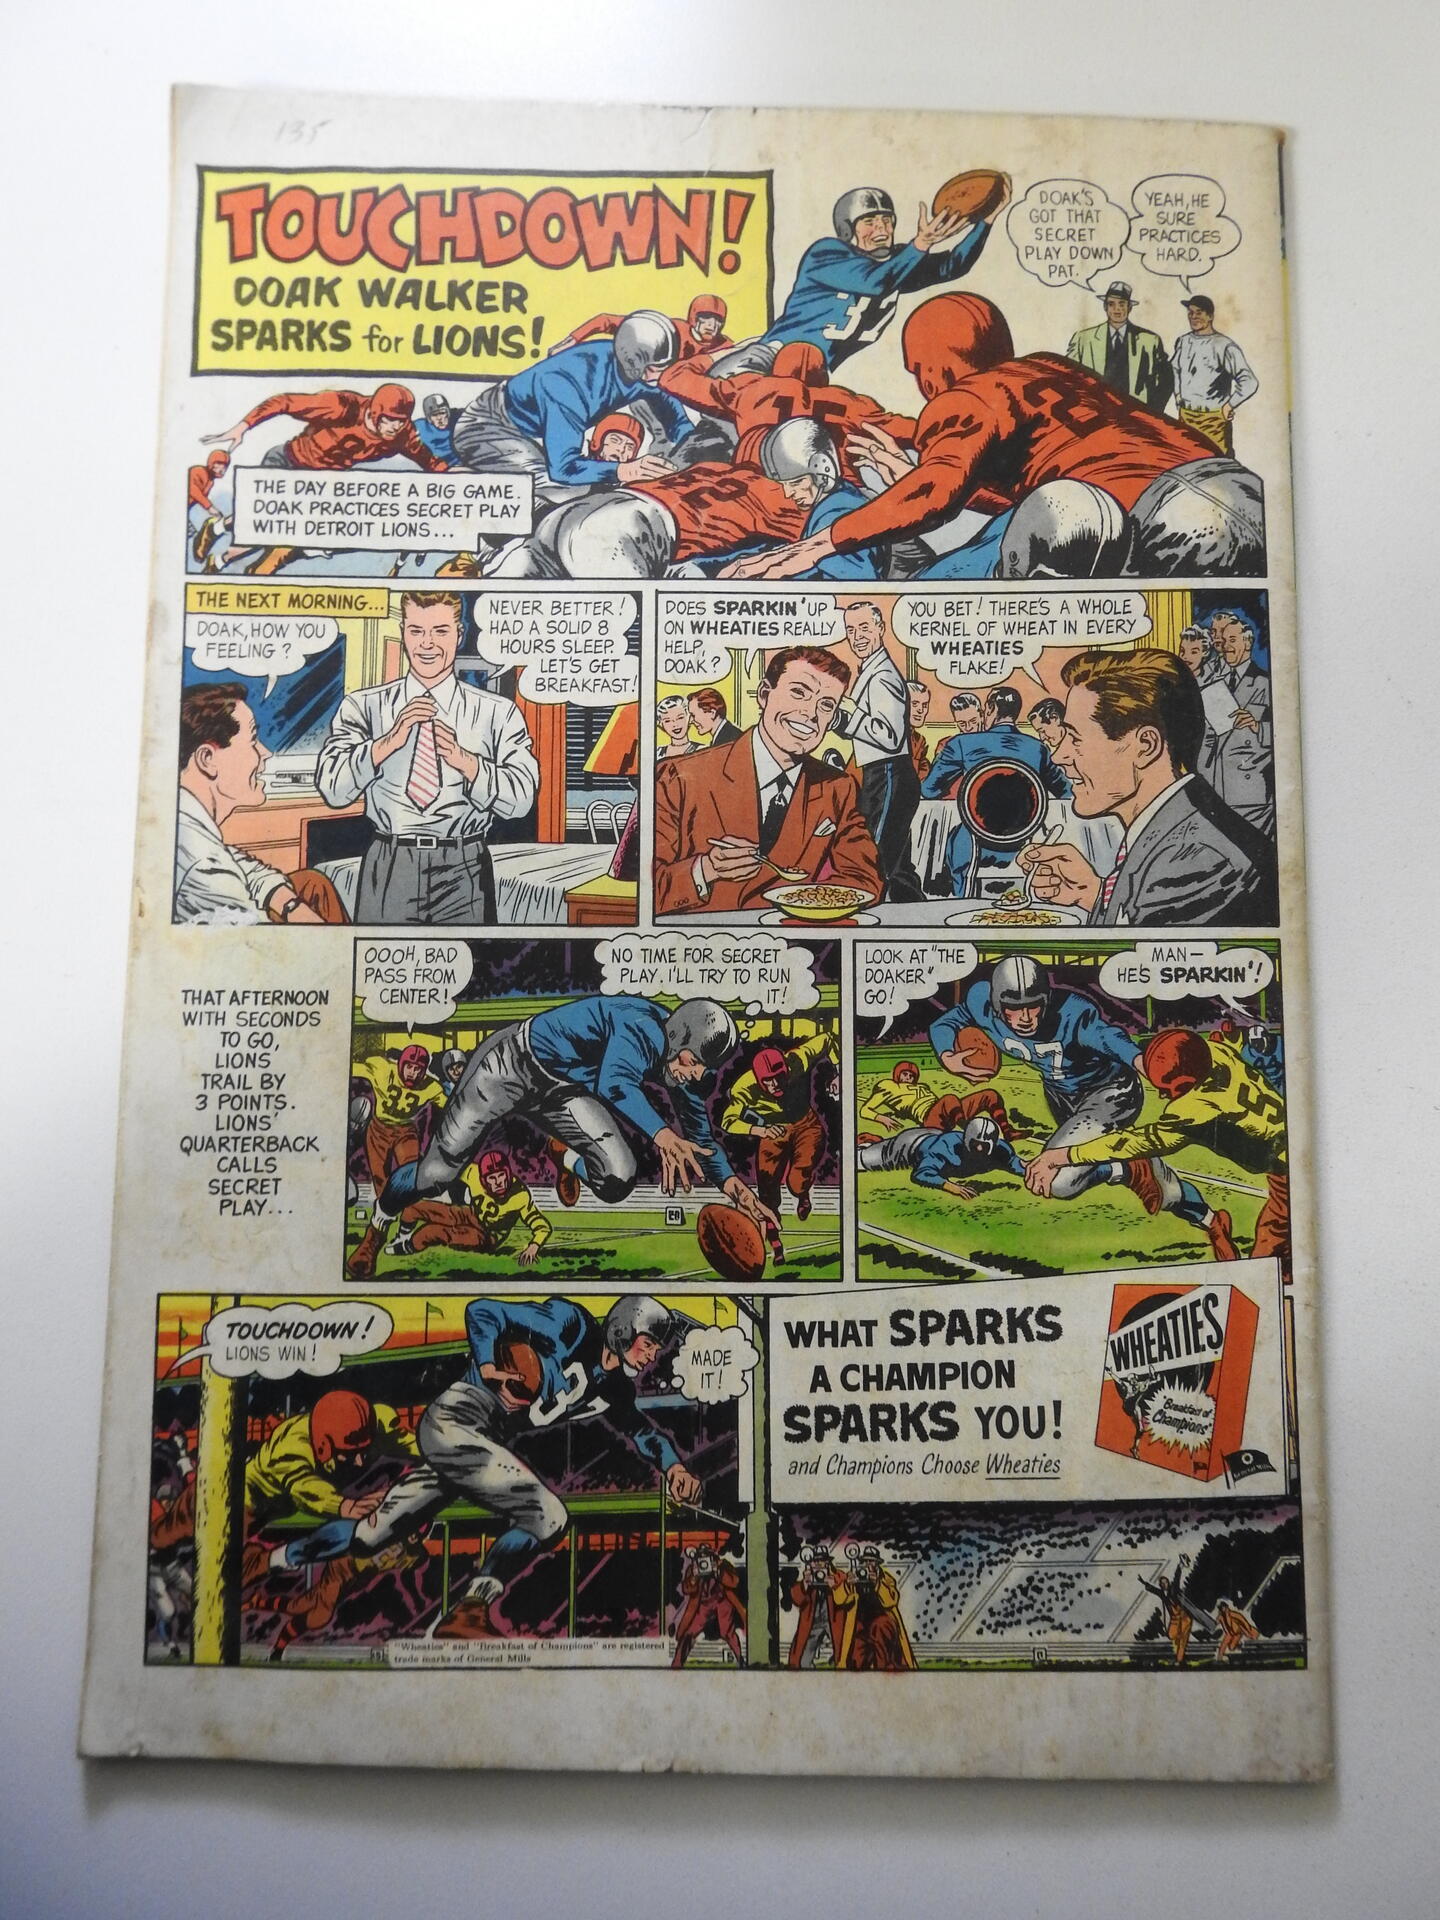 135
TOUCHDOWN!
DOAK WALKER
SPARKS for LIONS!
DOAK'S
GOT THAT
SECRET
PLAY DOWN
PAT.
YEAH, HE
SURE
PRACTICES
HARD.
37
THE DAY BEFORE A BIG GAME.
DOAK PRACTICES SECRET PLAY
WITH DETROIT LIONS...
THE NEXT MORNING...
DOAK, HOW YOU
FEELING?
NEVER BETTER!
HAD A SOLID 8
HOURS SLEEP.
LET'S GET
BREAKFAST!
DOES SPARKIN' UP
ON WHEATIES REALLY
HELP,
DOAK?
YOU BET! THERE'S A WHOLE
KERNEL OF WHEAT IN EVERY
WHEATIES
FLAKE!
THAT AFTERNOON
WITH SECONDS
TO GO,
LIONS
TRAIL BY
3 POINTS.
LIONS'
QUARTERBACK
CALLS
SECRET
PLAY...
OOOH, BAD
PASS FROM
CENTER!
NO TIME FOR SECRET
PLAY. I'LL TRY TO RUN
IT!
33
LOOK AT "THE
DOAKER"
GO!
MAN—
HE'S SPARKIN'!
37
TOUCHDOWN!
LIONS WIN!
MADE
IT!
WHAT SPARKS
A CHAMPION
SPARKS YOU!
and Champions Choose Wheaties
WHEATIES
"Breakfast of
Champions"
General Mills
"Wheaties" and "Breakfast of Champions" are registered
trade marks of General Mills